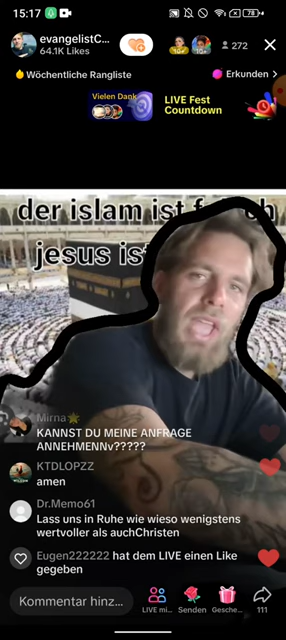 15:17
78
evangelistC...
64.1K Likes
272
Wöchentliche Rangliste
Erkunden >
Vielen Dank
LIVE Fest
Countdown
der islam ist f
h
jesus ist
Mirna
KANNST DU MEINE ANFRAGE
ANNEHMENNv?????
KTDLOPZZ
amen
Dr.Memo61
Lass uns in Ruhe wie wieso wenigstens
wertvoller als auchChristen
Eugen222222 hat dem LIVE einen Like
gegeben
Kommentar hinz...
LIVE mi...
Senden
Gesche...
111